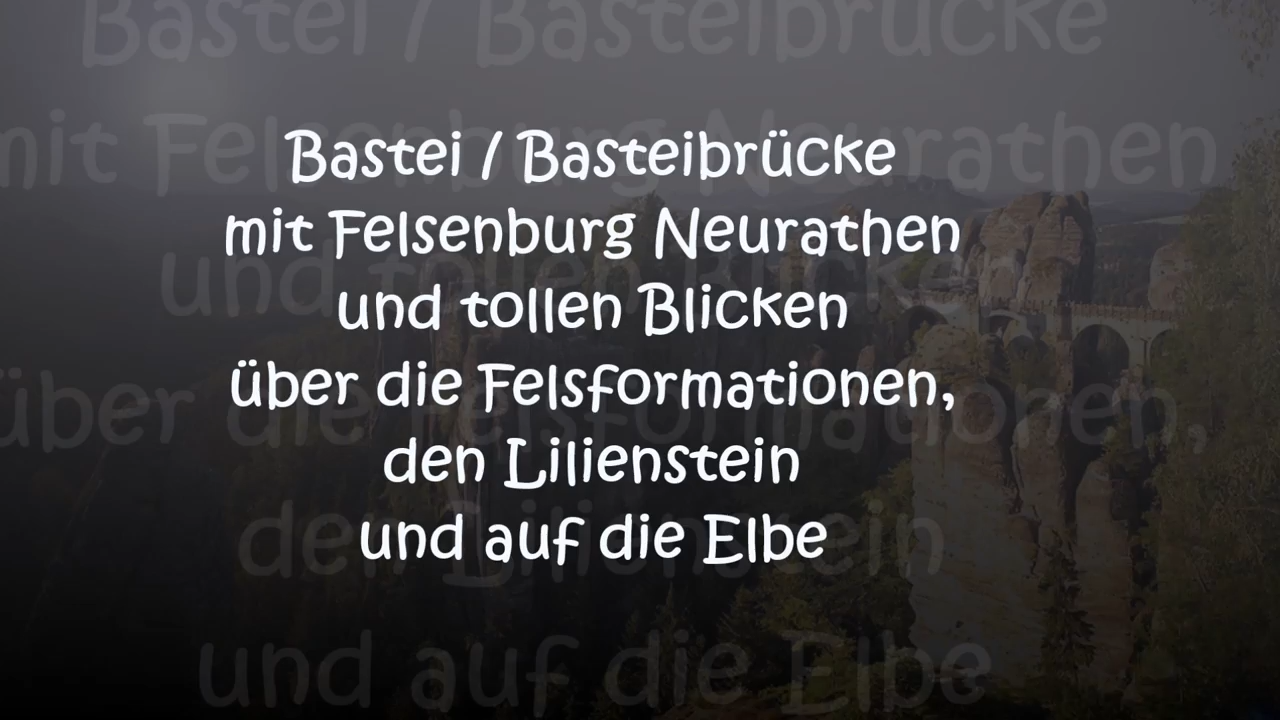 Bastei / Basteibrücke
mit Felsenburg Neurathen
und tollen Blicken
über die Felsformationen,
den Lilienstein
und auf die Elbe